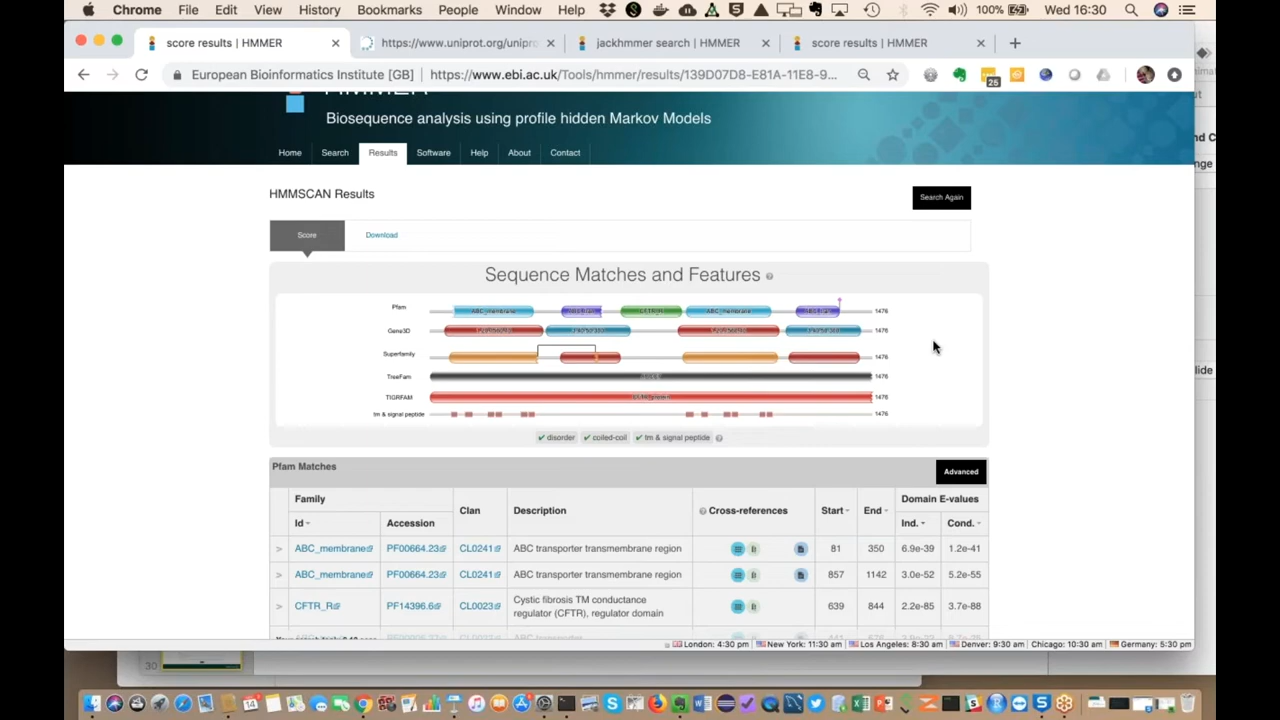 Chrome File Edit View History Bookmarks People Window Help 100% Wed 16:30
score results | HMMER https://www.uniprot.org/unipro jackhmmer search | HMMER score results | HMMER
European Bioinformatics Institute [GB] https://www.ebi.ac.uk/Tools/hmmer/results/139D07D8-E81A-11E8-9...
25
HMMER
Biosequence analysis using profile hidden Markov Models
Home Search Results Software Help About Contact
HMMSCAN Results
Search Again
Score Download
Sequence Matches and Features
Pfam ABC_membrane CFTR_R ABC_membrane 1476
Gene3D 1476
Superfamily
TreeFam 1476
TIGRFAM 1476
tm & signal peptide 1476
✔ disorder ✔ coiled-coil ✔ tm & signal peptide
Pfam Matches Advanced
Family Clan Description Cross-references Start End Domain E-values
Id Accession Ind. Cond.
> ABC_membrane PF00664.23 CL0241 ABC transporter transmembrane region 81 350 6.9e-39 1.2e-41
> ABC_membrane PF00664.23 CL0241 ABC transporter transmembrane region 857 1142 3.0e-52 5.2e-55
> CFTR_R PF14396.6 CL0023 Cystic fibrosis TM conductance regulator (CFTR), regulator domain 639 844 2.2e-85 3.7e-88
London: 4:30 pm New York: 11:30 am Los Angeles: 8:30 am Denver: 9:30 am Chicago: 10:30 am Germany: 5:30 pm
30